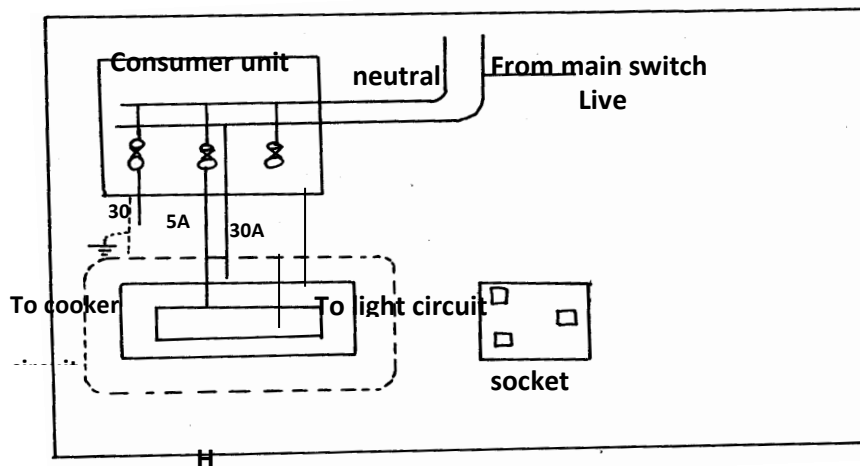 Consumer unit
neutral
From main switch
Live
30
5A
30A
To cooker
To light circuit
socket
H